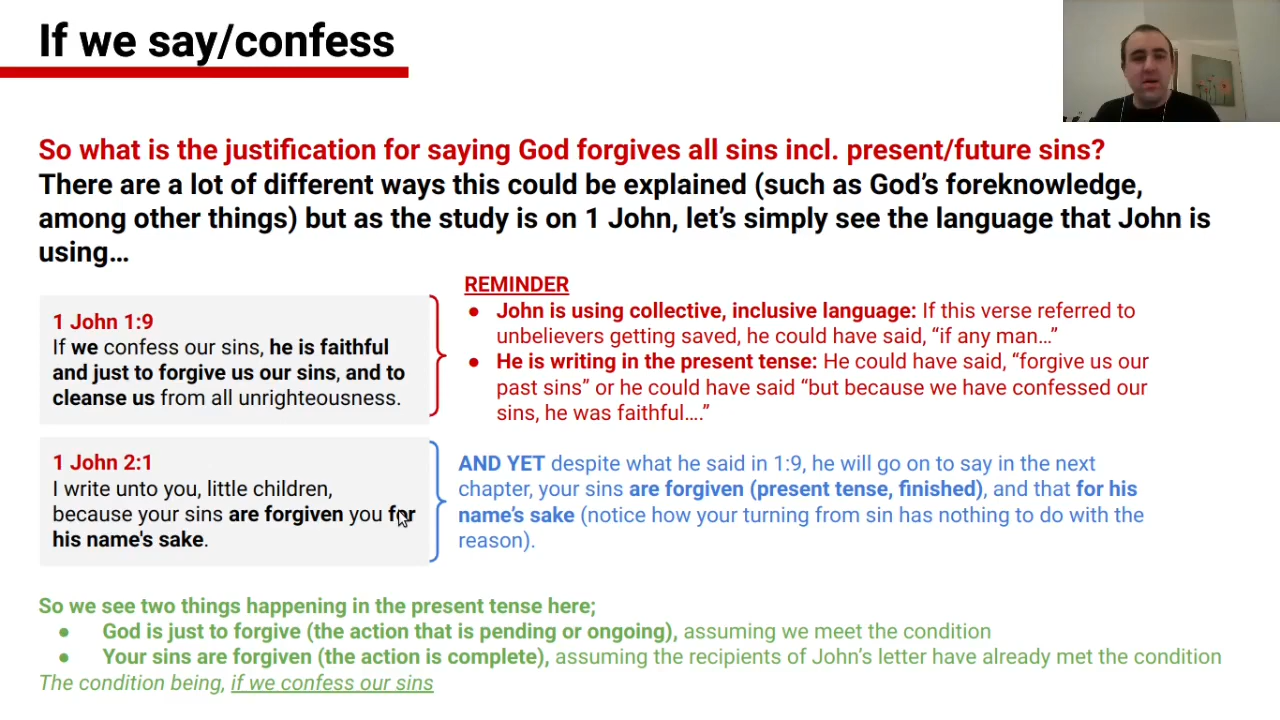 If we say/confess
So what is the justification for saying God forgives all sins incl. present/future sins?
There are a lot of different ways this could be explained (such as God’s foreknowledge,
among other things) but as the study is on 1 John, let’s simply see the language that John is
using…
1 John 1:9
If we confess our sins, he is faithful
and just to forgive us our sins, and to
cleanse us from all unrighteousness.
REMINDER
● John is using collective, inclusive language: If this verse referred to
unbelievers getting saved, he could have said, “if any man…”
● He is writing in the present tense: He could have said, “forgive us our
past sins” or he could have said “but because we have confessed our
sins, he was faithful….”
1 John 2:1
I write unto you, little children,
because your sins are forgiven you for
his name's sake.
AND YET despite what he said in 1:9, he will go on to say in the next
chapter, your sins are forgiven (present tense, finished), and that for his
name’s sake (notice how your turning from sin has nothing to do with the
reason).
So we see two things happening in the present tense here;
● God is just to forgive (the action that is pending or ongoing), assuming we meet the condition
● Your sins are forgiven (the action is complete), assuming the recipients of John’s letter have already met the condition
The condition being, if we confess our sins